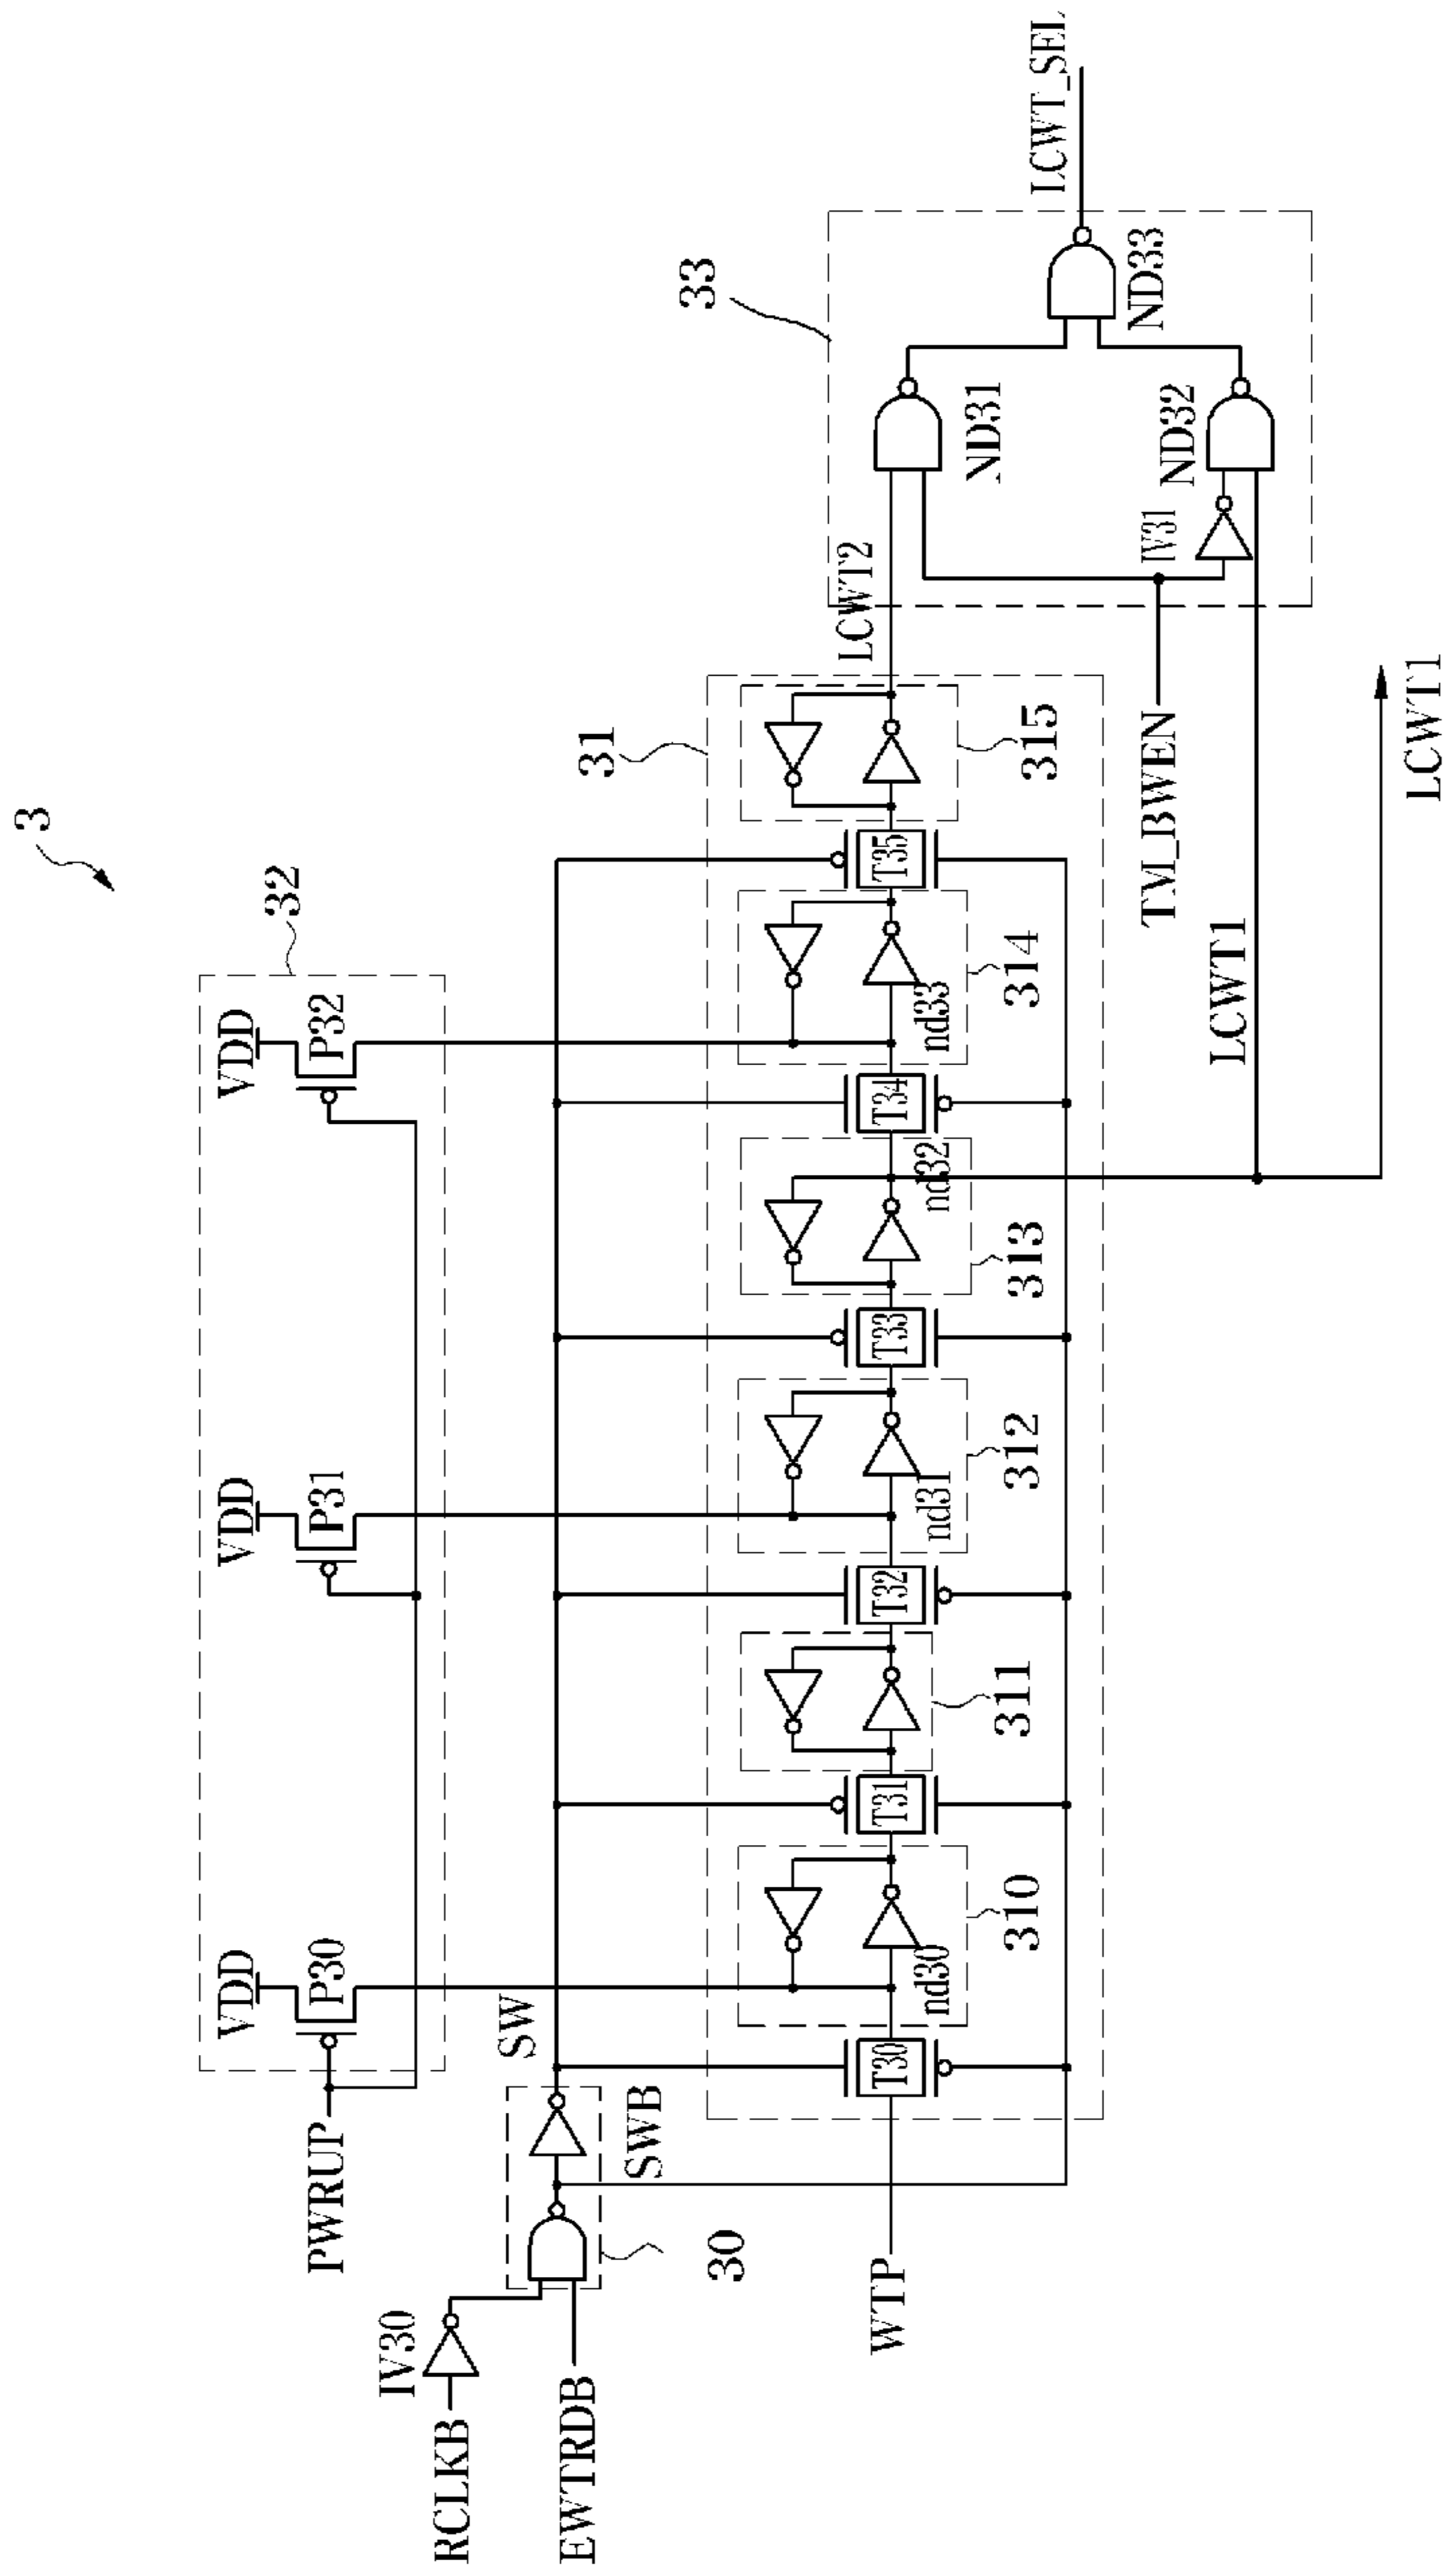 3
32
VDD
VDD
VDD
P30
P31
P32
PWRUP
SW
31
33
RCLKB
IV30
EWTRDB
SWB
30
WTP
T30
nd30
310
T31
311
T32
nd31
312
T33
313
nd32
T34
nd33
314
T35
315
LCWT2
ND31
TM_BWEN
IV31
ND32
ND33
LCWT_SEL
LCWT1
LCWT1